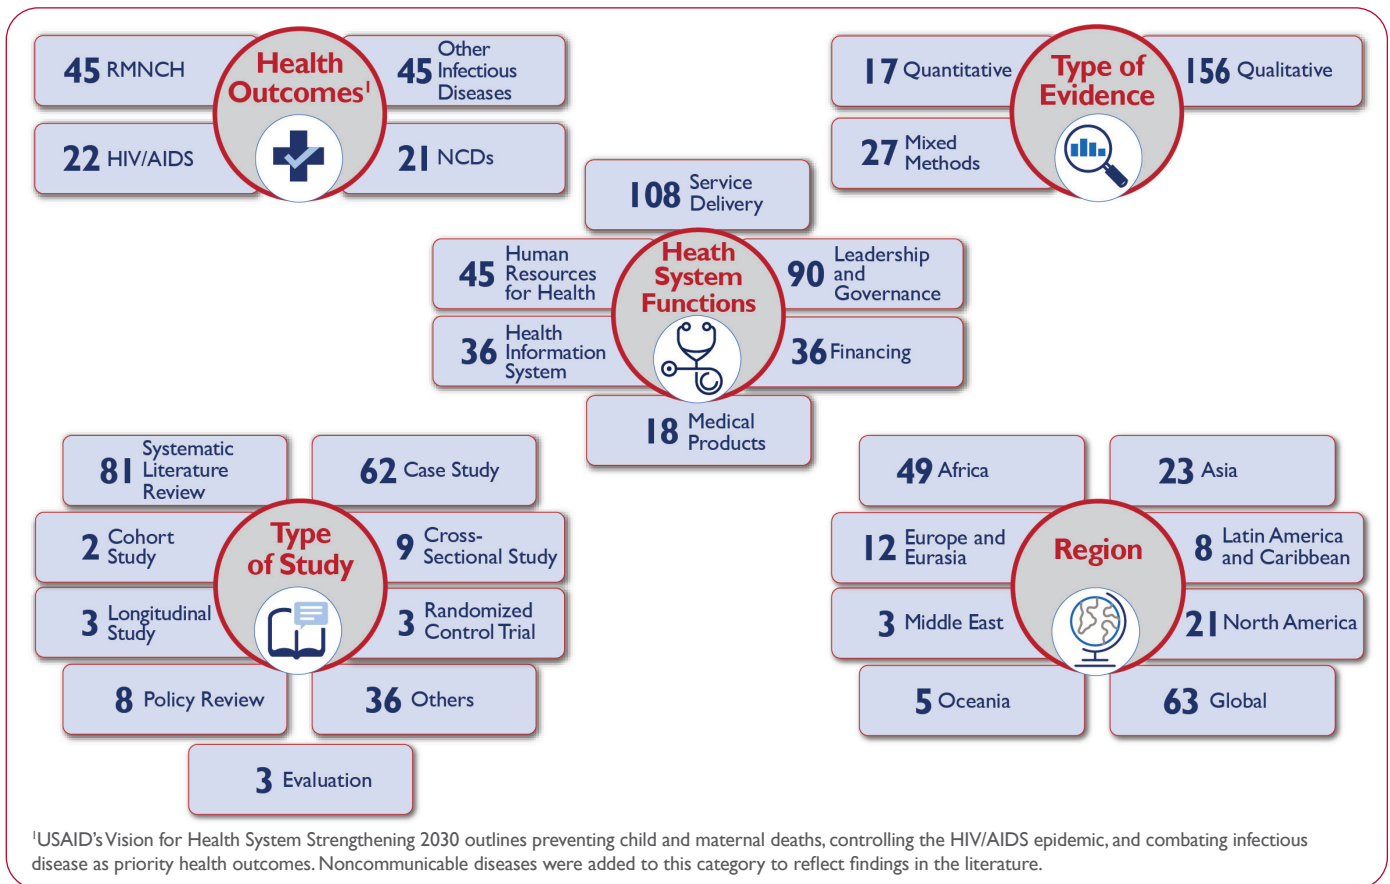 Health
Outcomes¹
45 RMNCH
45 Other
Infectious
Diseases
22 HIV/AIDS
21 NCDs
Type of
Evidence
17 Quantitative
156 Qualitative
27 Mixed
Methods
Heath
System
Functions
108 Service
Delivery
45 Human
Resources
for Health
90 Leadership
and
Governance
36 Health
Information
System
36 Financing
18 Medical
Products
Type
of Study
81 Systematic
Literature
Review
62 Case Study
2 Cohort
Study
9 Cross-
Sectional Study
3 Longitudinal
Study
3 Randomized
Control Trial
8 Policy Review
36 Others
3 Evaluation
Region
49 Africa
23 Asia
12 Europe and
Eurasia
8 Latin America
and Caribbean
3 Middle East
21 North America
5 Oceania
63 Global
¹USAID's Vision for Health System Strengthening 2030 outlines preventing child and maternal deaths, controlling the HIV/AIDS epidemic, and combating infectious
disease as priority health outcomes. Noncommunicable diseases were added to this category to reflect findings in the literature.